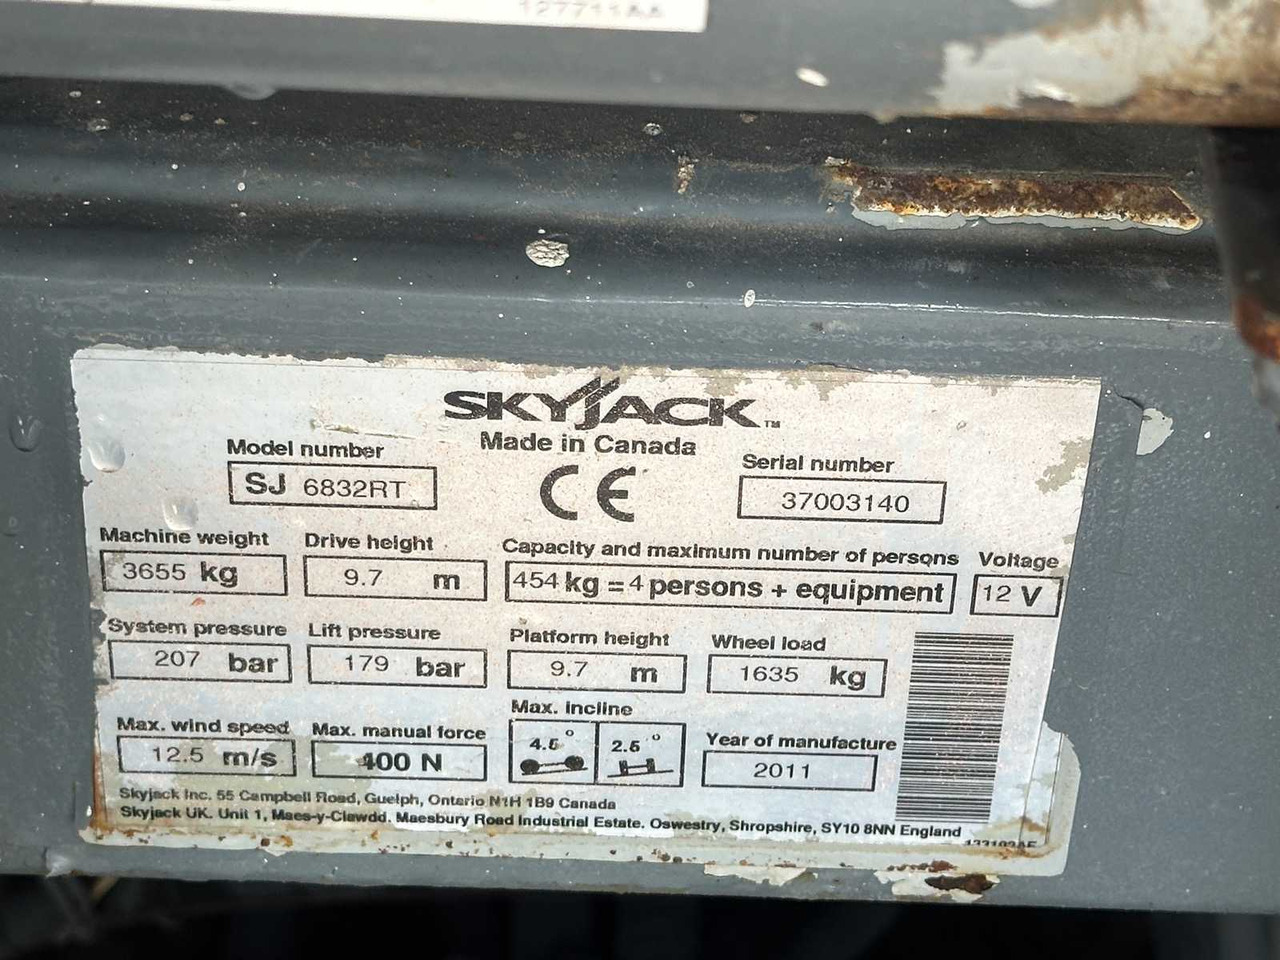 127711AA
SKYJACK™
Made in Canada
CE
Model number
SJ 6832RT
Serial number
37003140
Machine weight
3655 kg
Drive height
9.7 m
Capacity and maximum number of persons
454 kg = 4 persons + equipment
Voltage
12 V
System pressure
207 bar
Lift pressure
179 bar
Platform height
9.7 m
Wheel load
1635 kg
Max. wind speed
12.5 m/s
Max. manual force
400 N
Max. incline
4.5° 2.5°
Year of manufacture
2011
Skyjack Inc. 55 Campbell Road, Guelph, Ontario N1H 1B9 Canada
Skyjack UK. Unit 1, Maes-y-Clawdd. Maesbury Road Industrial Estate. Oswestry, Shropshire, SY10 8NN England